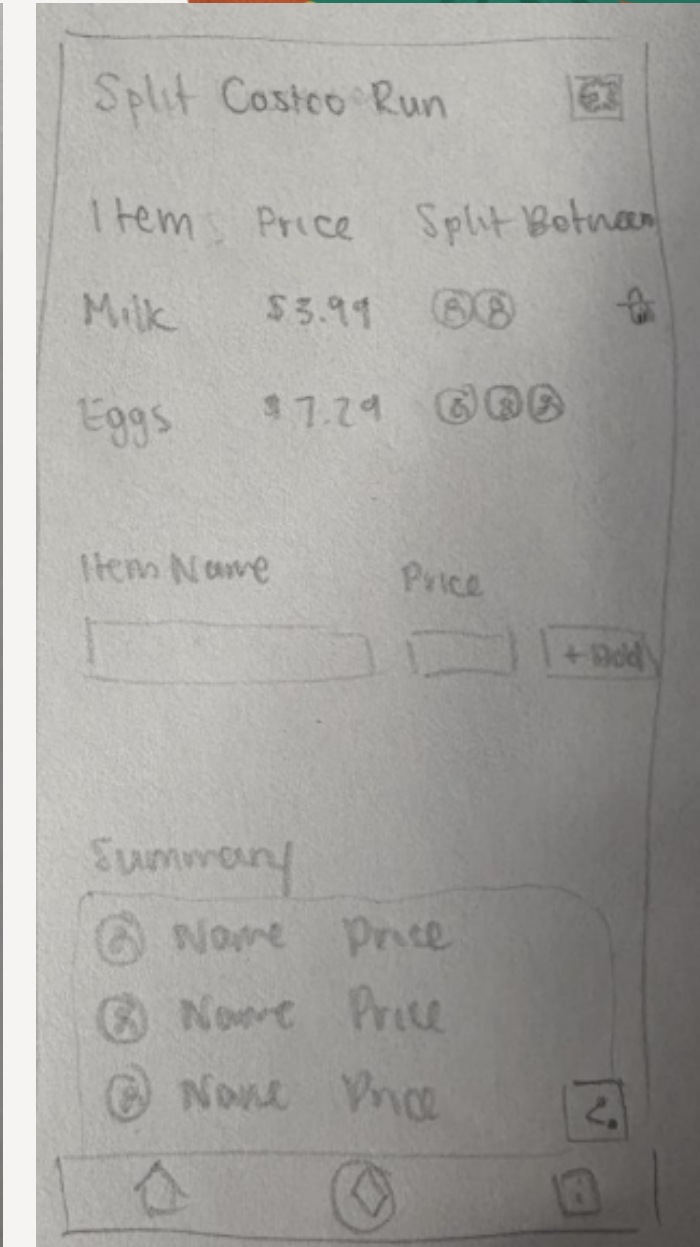 Split Costco Run
Item Price Split Between
Milk $3.99
Eggs $7.29
Item Name Price
+ Add
Summary
Name Price
Name Price
Name Price